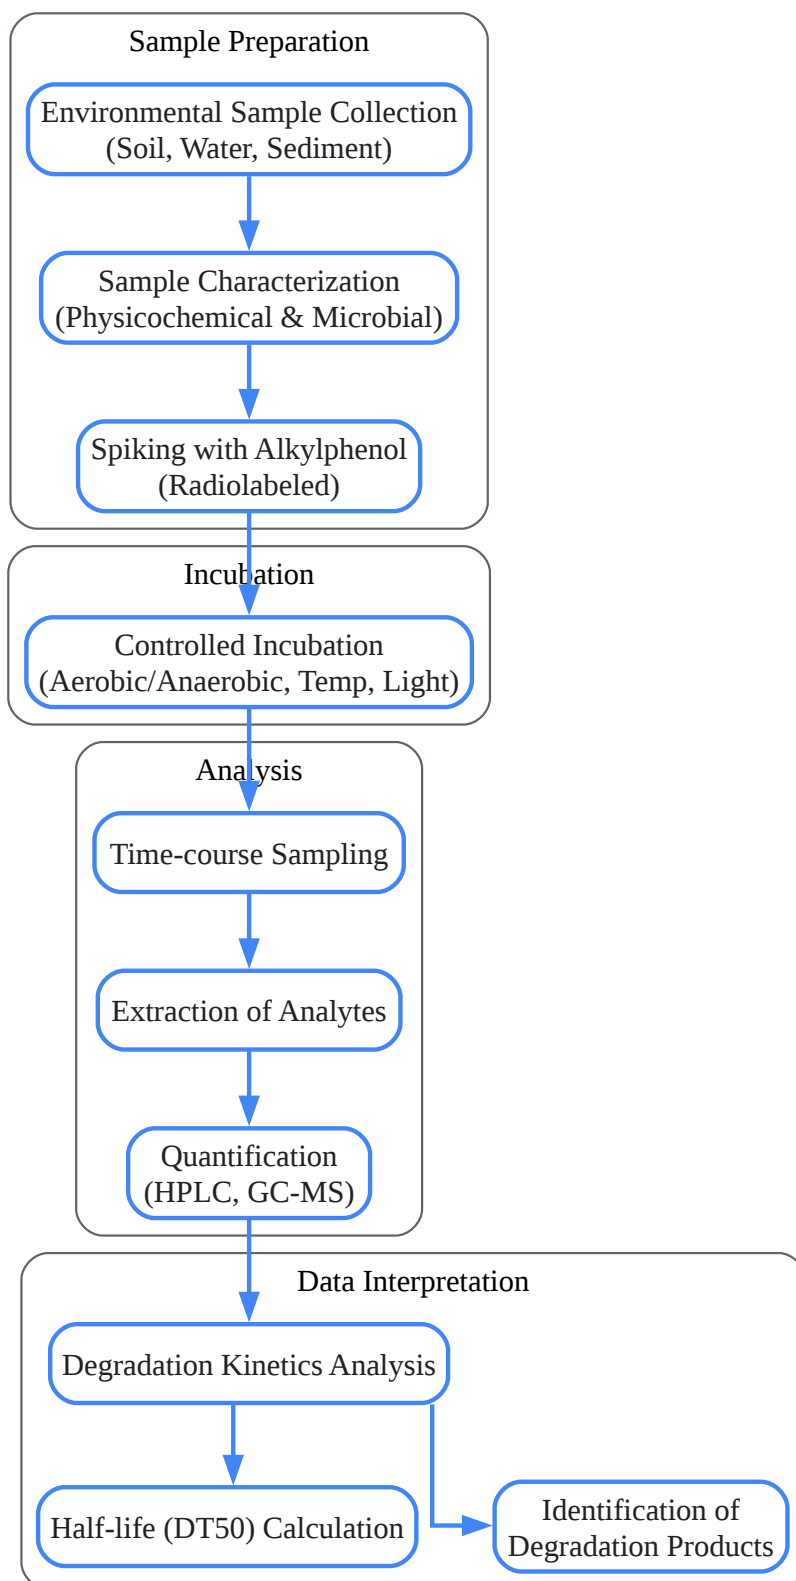 Sample Preparation
Environmental Sample Collection
(Soil, Water, Sediment)
Sample Characterization
(Physicochemical & Microbial)
Spiking with Alkylphenol
(Radiolabeled)
Incubation
Controlled Incubation
(Aerobic/Anaerobic, Temp, Light)
Analysis
Time-course Sampling
Extraction of Analytes
Quantification
(HPLC, GC-MS)
Data Interpretation
Degradation Kinetics Analysis
Half-life (DT50) Calculation
Identification of
Degradation Products